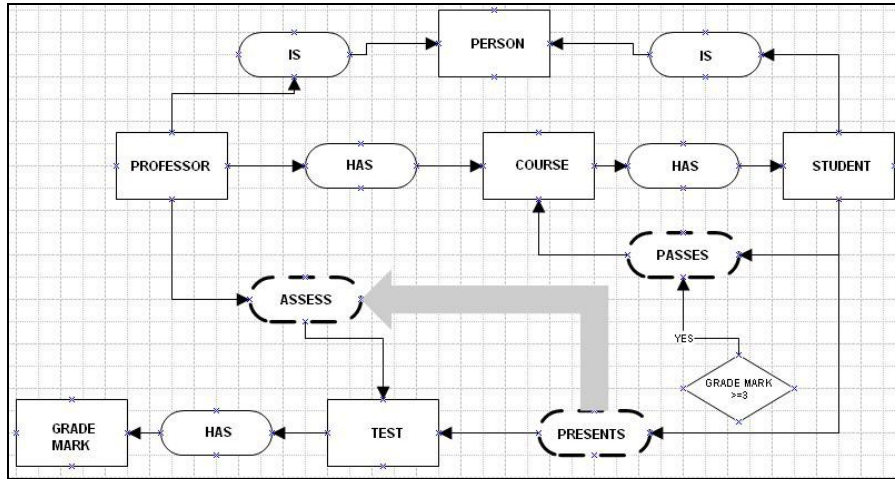 IS
PERSON
IS
PROFESSOR
HAS
COURSE
HAS
STUDENT
PASSES
ASSESS
YES
GRADE MARK
>=3
GRADE
MARK
HAS
TEST
PRESENTS